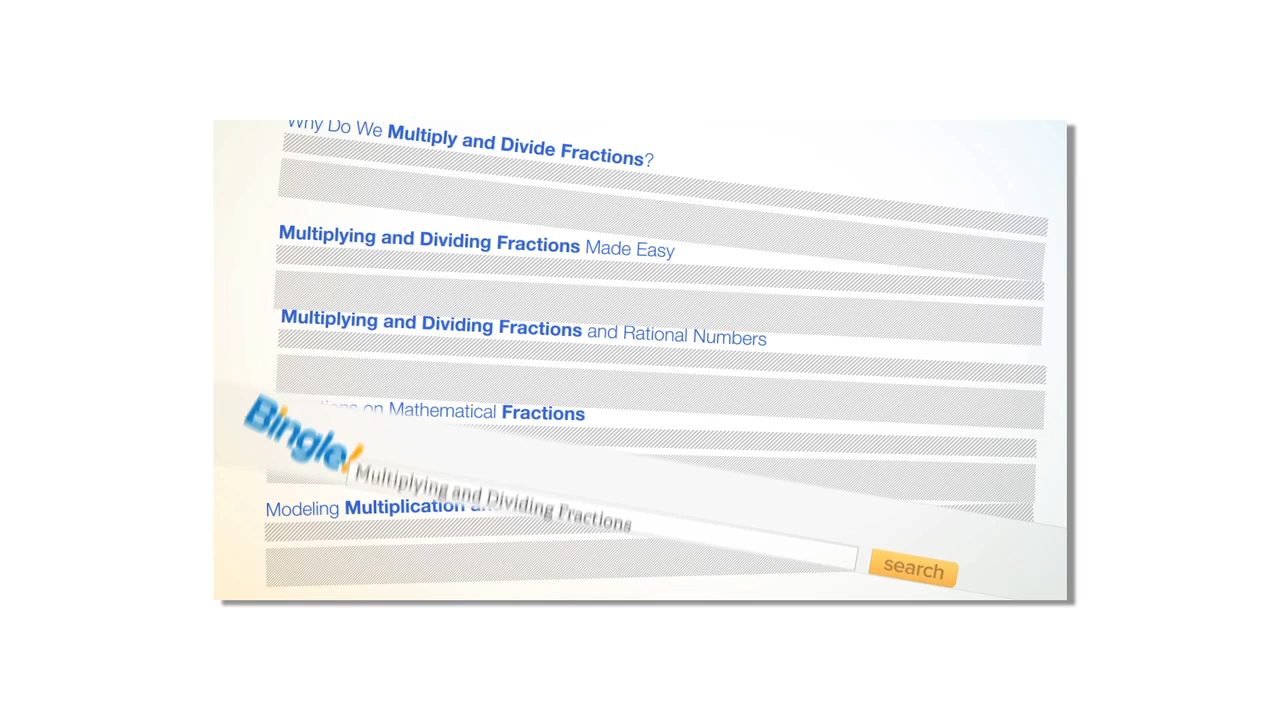 Why Do We Multiply and Divide Fractions?
Multiplying and Dividing Fractions Made Easy
Multiplying and Dividing Fractions and Rational Numbers
on Mathematical Fractions
Bingle!
Multiplying and Dividing Fractions
Modeling Multiplication
search